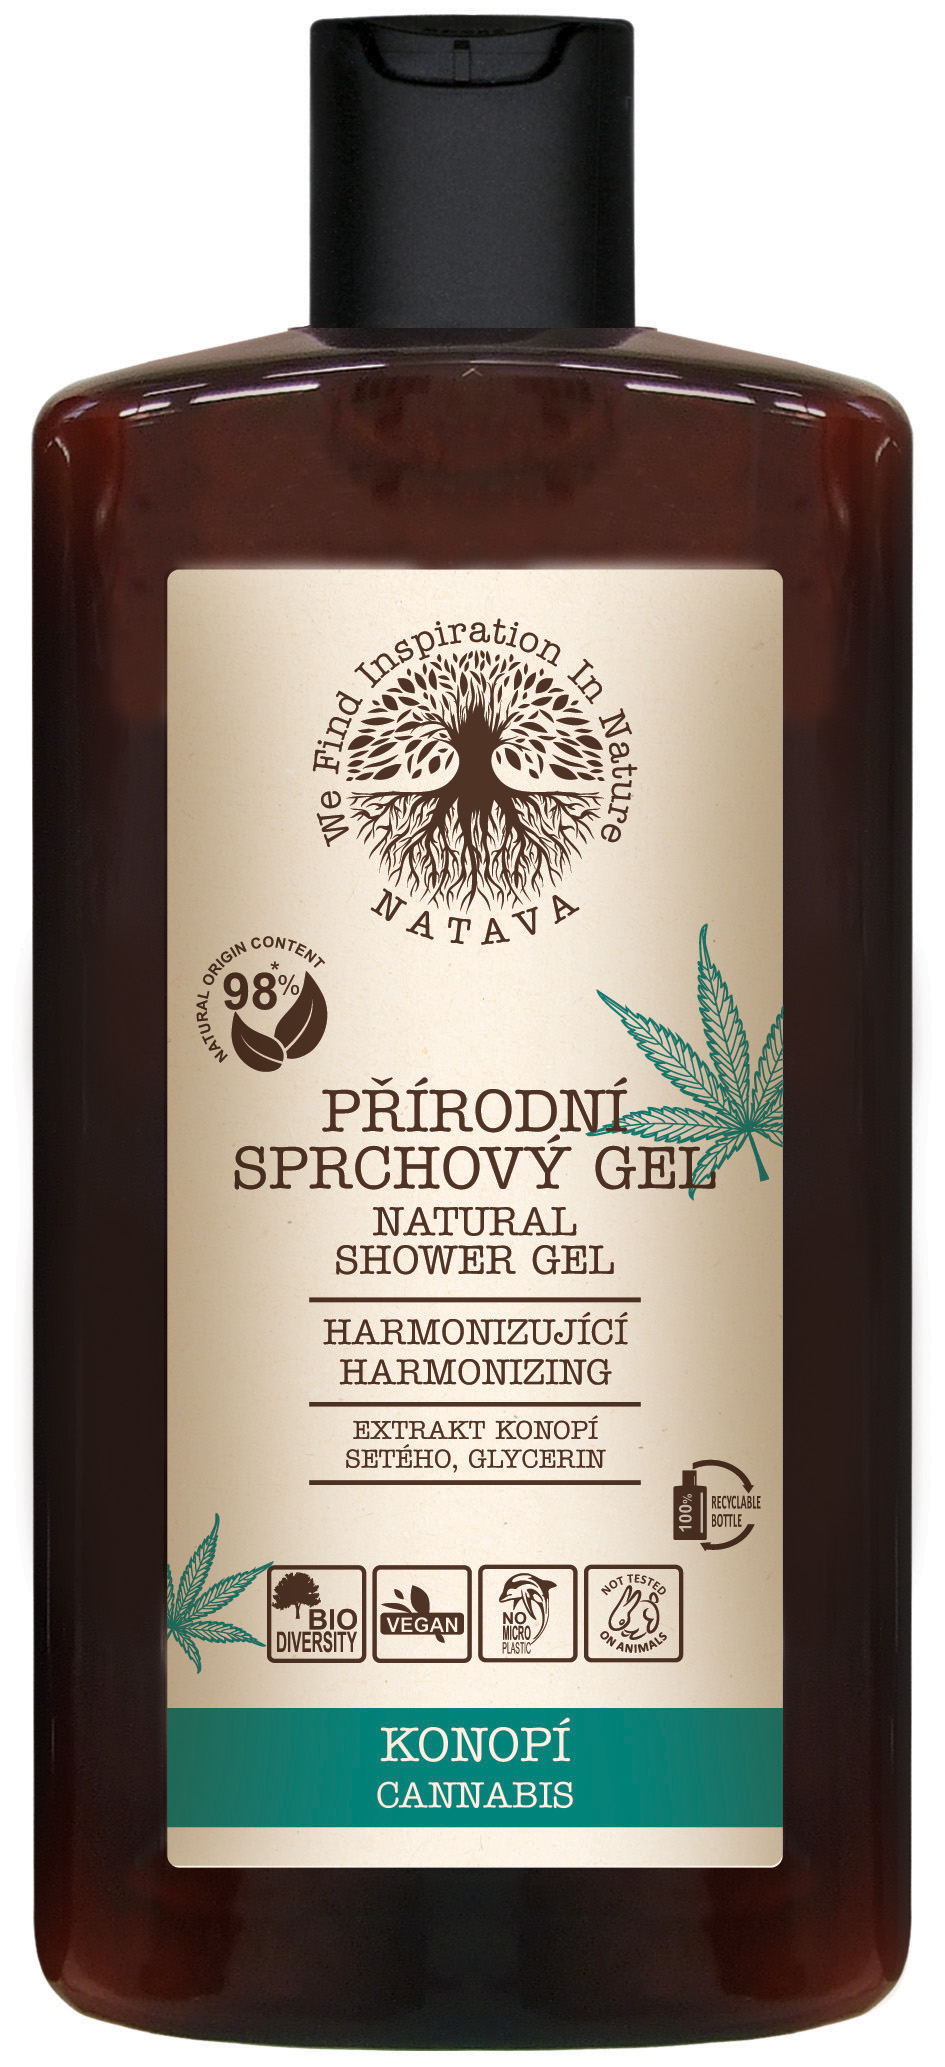 We Find Inspiration In Nature
NATAVA
NATURAL ORIGIN CONTENT
98*%
PŘÍRODNÍ
SPRCHOVÝ GEL
NATURAL
SHOWER GEL
HARMONIZUJÍCÍ
HARMONIZING
EXTRAKT KONOPÍ
SETÉHO, GLYCERIN
100%
RECYCLABLE
BOTTLE
BIO
DIVERSITY
VEGAN
NO
MICRO
PLASTIC
NOT TESTED
ON ANIMALS
KONOPÍ
CANNABIS